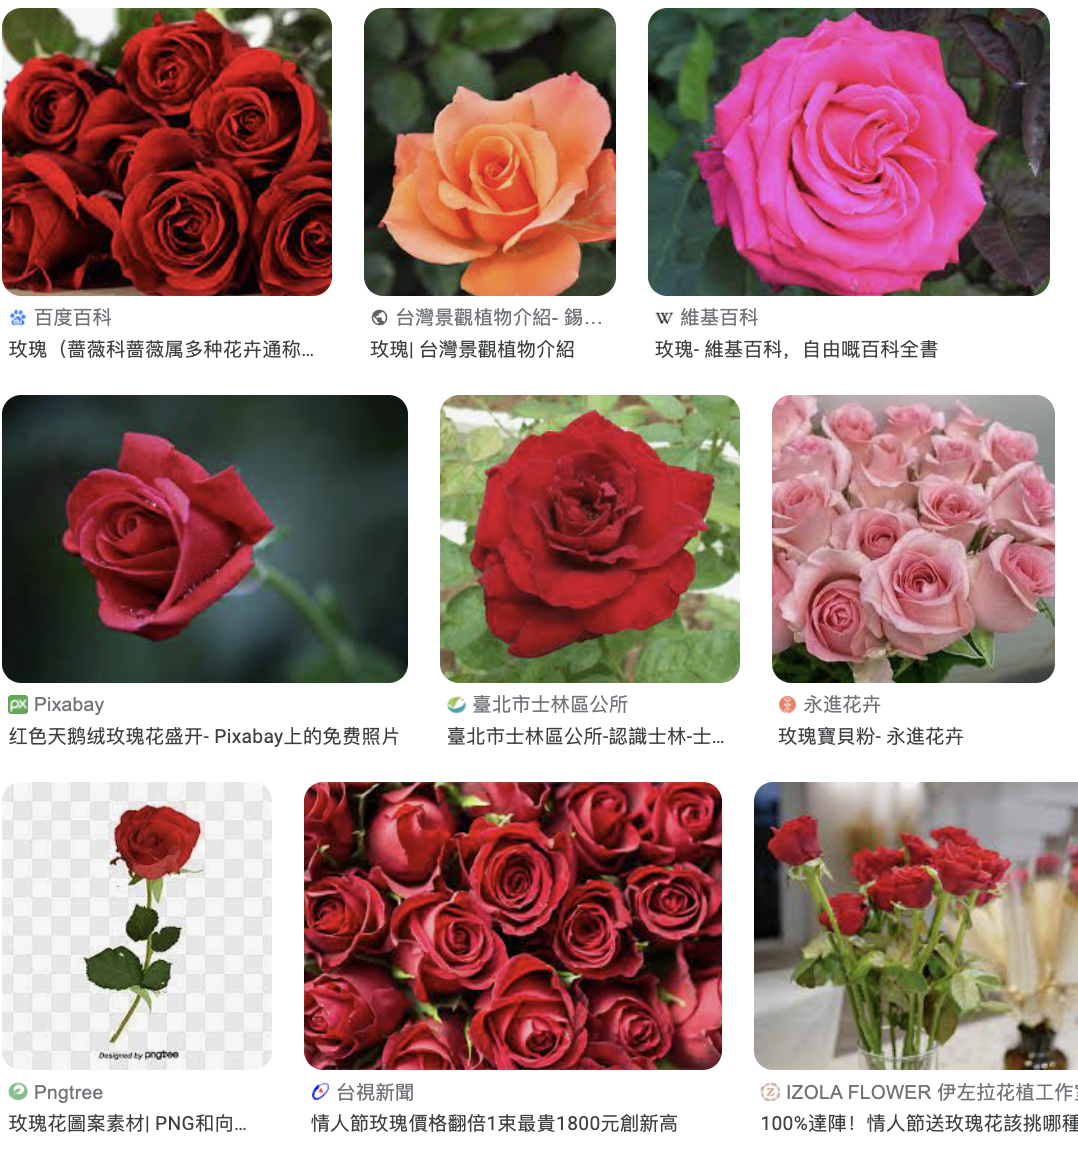 百度百科
台灣景觀植物介紹- 錫...
維基百科
玫瑰（蔷薇科蔷薇属多种花卉通称...
玫瑰| 台灣景觀植物介紹
玫瑰- 維基百科，自由嘅百科全書
Pixabay
臺北市士林區公所
永進花卉
红色天鹅绒玫瑰花盛开- Pixabay上的免费照片
臺北市士林區公所-認識士林-士...
玫瑰寶貝粉- 永進花卉
Designed by pngtree
Pngtree
台視新聞
IZOLA FLOWER 伊左拉花植工作室
玫瑰花圖案素材| PNG和向...
情人節玫瑰價格翻倍1束最貴1800元創新高
100%達陣！情人節送玫瑰花該挑哪種